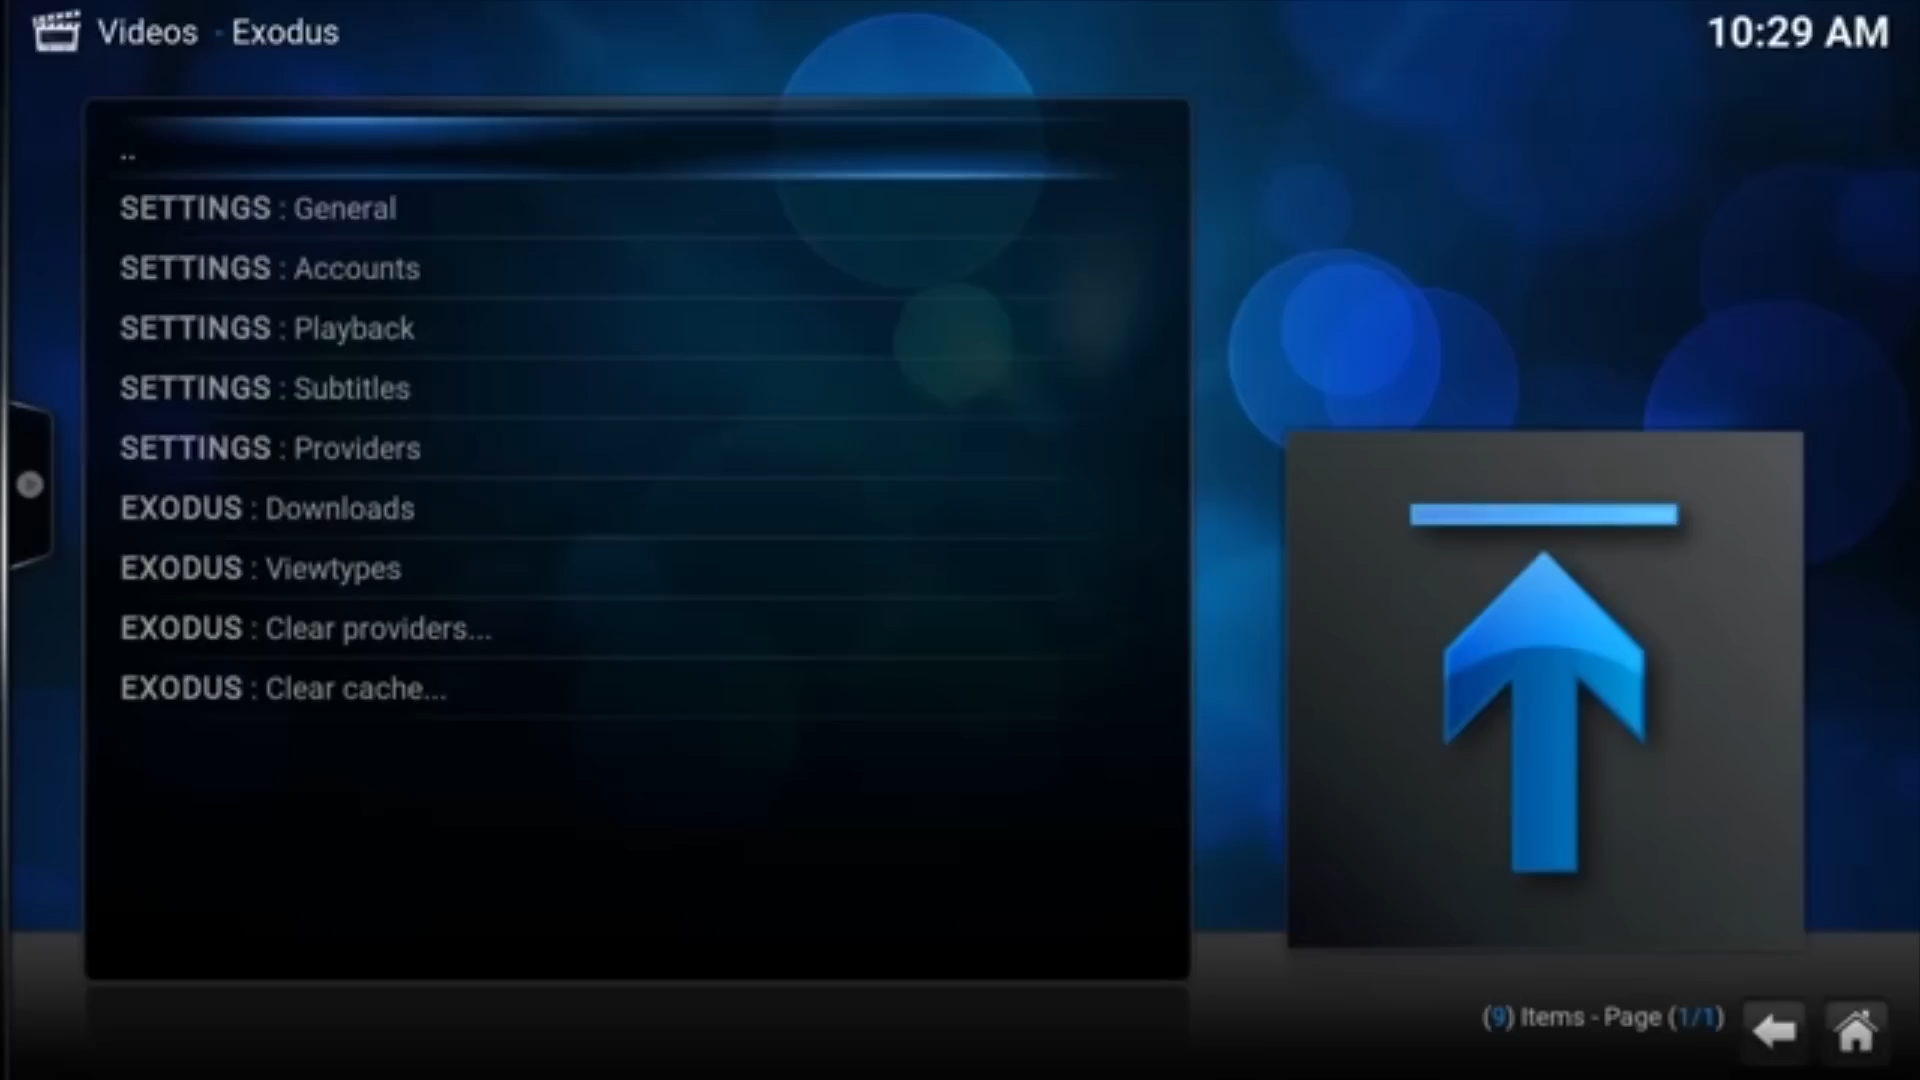 Videos · Exodus
10:29 AM
..
SETTINGS : General
SETTINGS : Accounts
SETTINGS : Playback
SETTINGS : Subtitles
SETTINGS : Providers
EXODUS : Downloads
EXODUS : Viewtypes
EXODUS : Clear providers...
EXODUS : Clear cache...
(9) Items - Page (1/1)